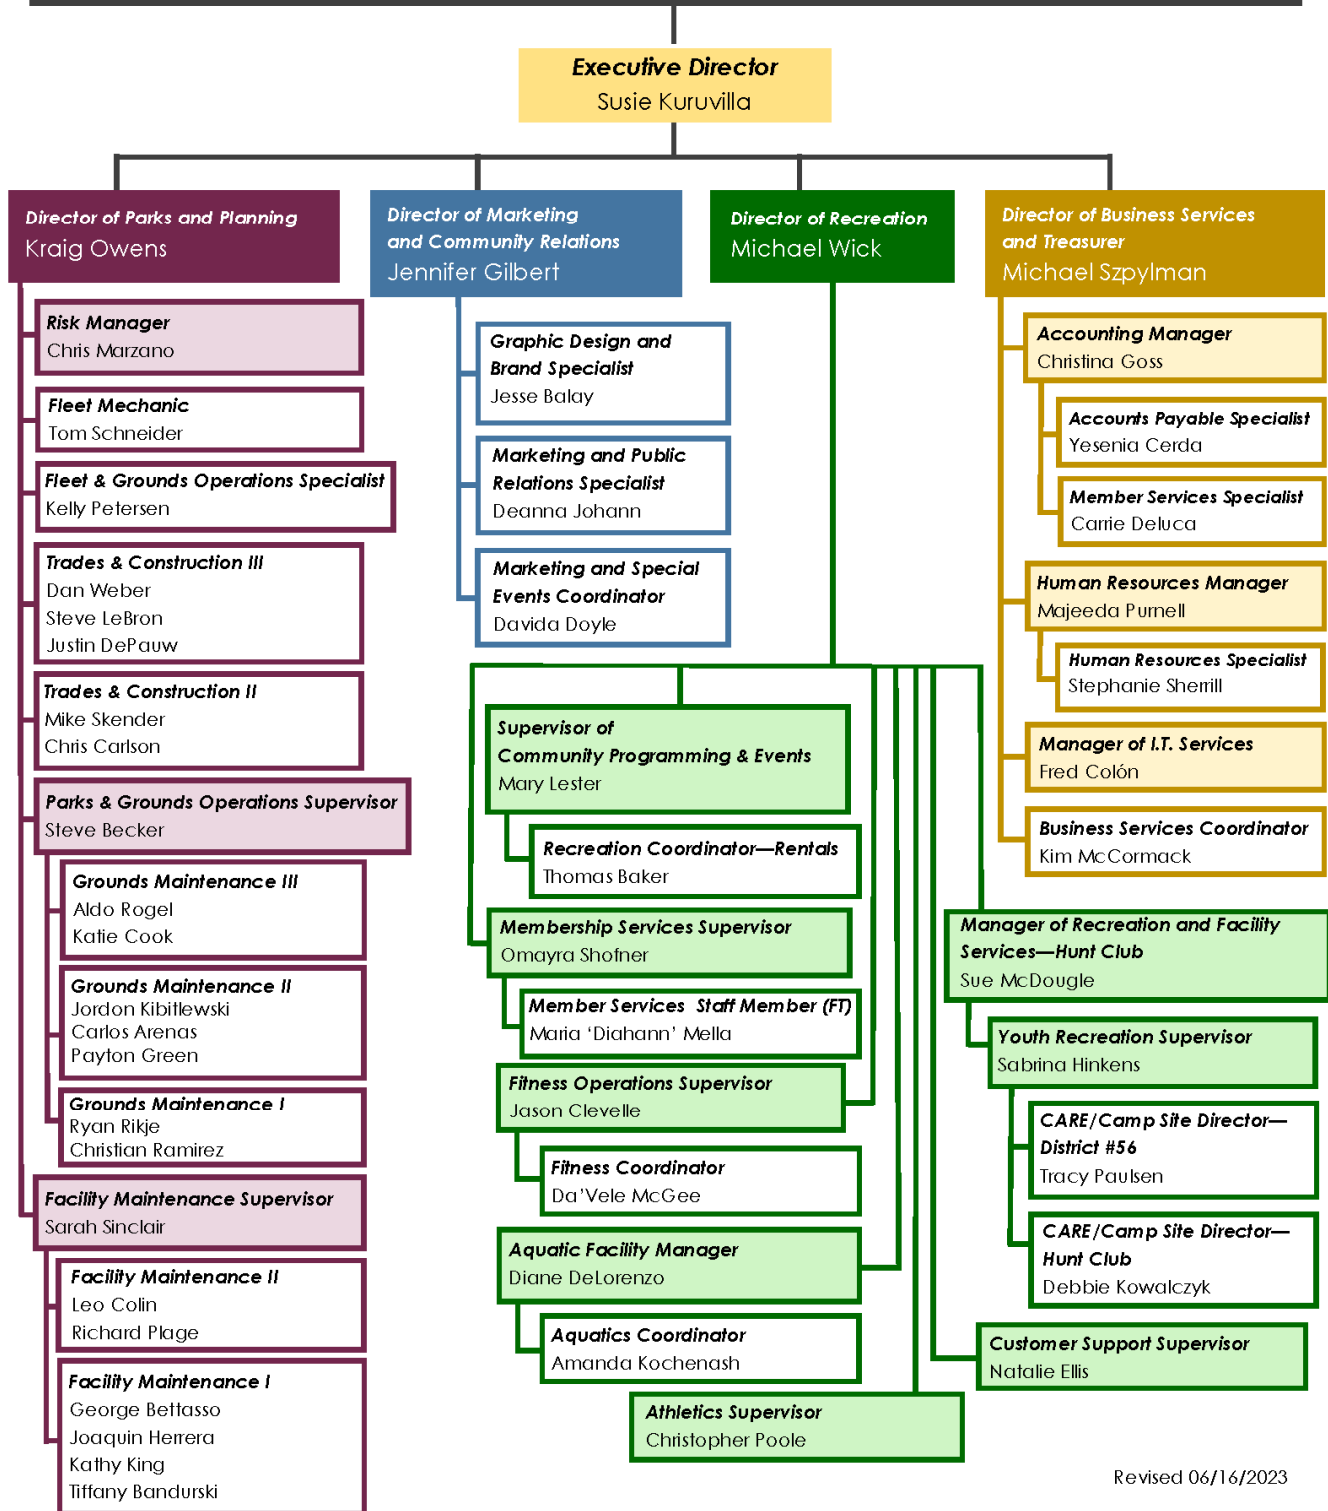 Executive Director
Susie Kuruvilla
Director of Parks and Planning
Kraig Owens
Risk Manager
Chris Marzano
Fleet Mechanic
Tom Schneider
Fleet & Grounds Operations Specialist
Kelly Petersen
Trades & Construction III
Dan Weber
Steve LeBron
Justin DePauw
Trades & Construction II
Mike Skender
Chris Carlson
Parks & Grounds Operations Supervisor
Steve Becker
Grounds Maintenance III
Aldo Rogel
Katie Cook
Grounds Maintenance II
Jordon Kibitlewski
Carlos Arenas
Payton Green
Grounds Maintenance I
Ryan Rikje
Christian Ramirez
Facility Maintenance Supervisor
Sarah Sinclair
Facility Maintenance II
Leo Colin
Richard Plage
Facility Maintenance I
George Bettasso
Joaquin Herrera
Kathy King
Tiffany Bandurski
Director of Marketing
and Community Relations
Jennifer Gilbert
Graphic Design and
Brand Specialist
Jesse Balay
Marketing and Public
Relations Specialist
Deanna Johann
Marketing and Special
Events Coordinator
Davida Doyle
Director of Recreation
Michael Wick
Supervisor of
Community Programming & Events
Mary Lester
Recreation Coordinator—Rentals
Thomas Baker
Membership Services Supervisor
Omayra Shofner
Member Services  Staff Member (FT)
Maria ‘Diahann’ Mella
Fitness Operations Supervisor
Jason Clevelle
Fitness Coordinator
Da’Vele McGee
Aquatic Facility Manager
Diane DeLorenzo
Aquatics Coordinator
Amanda Kochenash
Athletics Supervisor
Christopher Poole
Manager of Recreation and Facility
Services—Hunt Club
Sue McDougle
Youth Recreation Supervisor
Sabrina Hinkens
CARE/Camp Site Director—
District #56
Tracy Paulsen
CARE/Camp Site Director—
Hunt Club
Debbie Kowalczyk
Customer Support Supervisor
Natalie Ellis
Director of Business Services
and Treasurer
Michael Szpylman
Accounting Manager
Christina Goss
Accounts Payable Specialist
Yesenia Cerda
Member Services Specialist
Carrie Deluca
Human Resources Manager
Majeeda Purnell
Human Resources Specialist
Stephanie Sherrill
Manager of I.T. Services
Fred Colón
Business Services Coordinator
Kim McCormack
Revised 06/16/2023